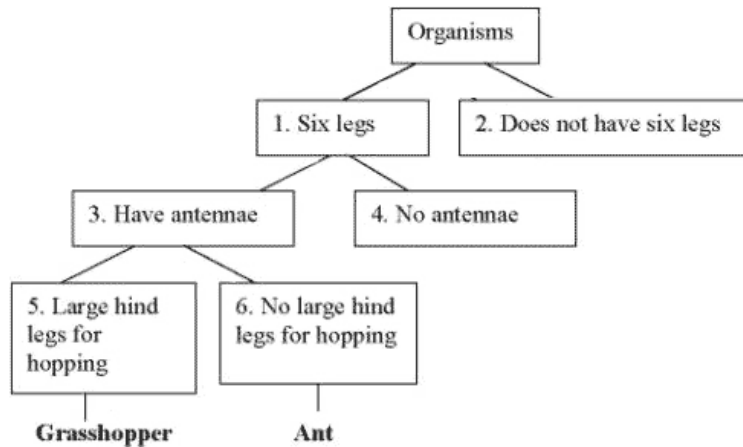 Organisms
1. Six legs
2. Does not have six legs
3. Have antennae
4. No antennae
5. Large hind
legs for
hopping
6. No large hind
legs for hopping
Grasshopper
Ant